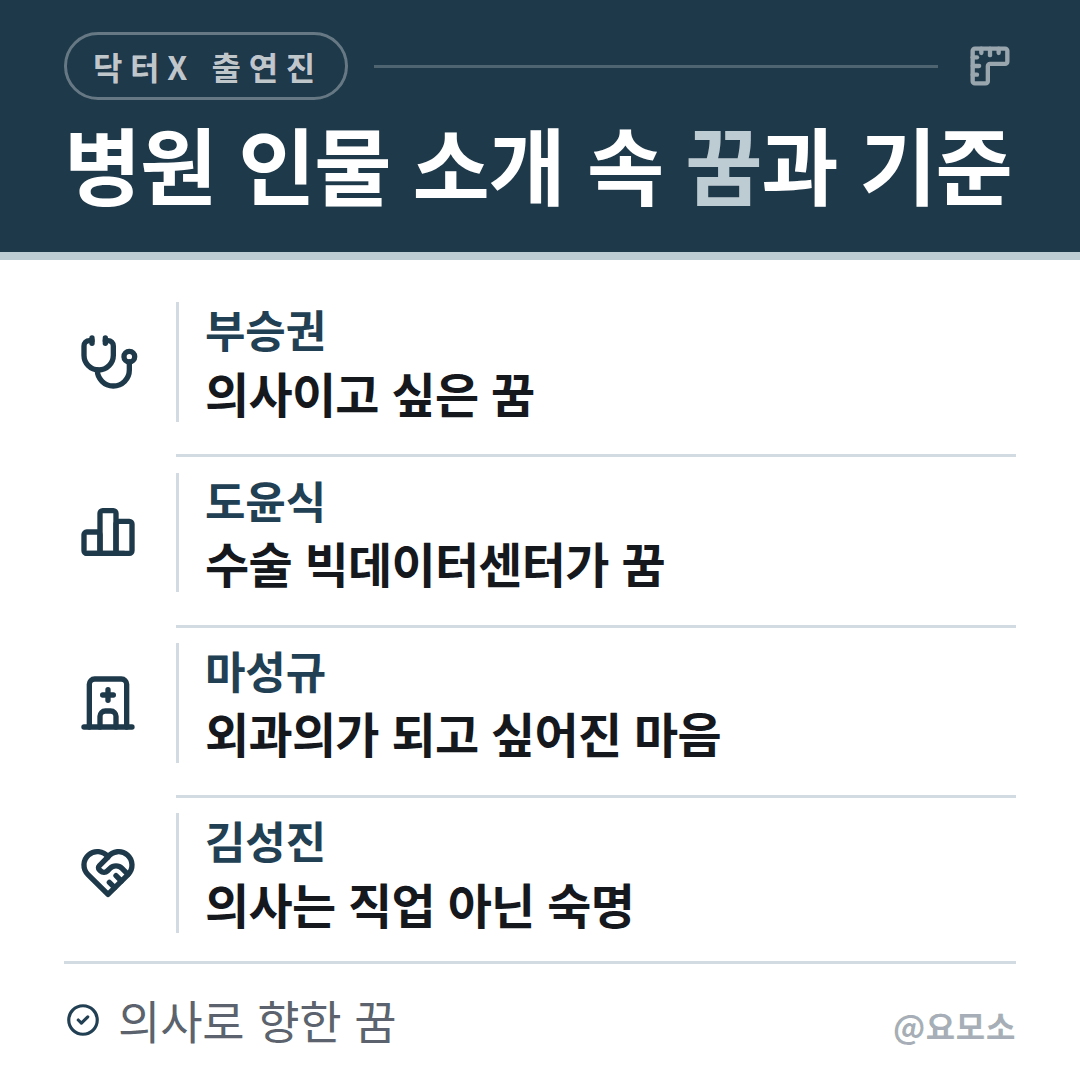 닥터X 출연진
병원 인물 소개 속 꿈과 기준
부승권
의사이고 싶은 꿈
도윤식
수술 빅데이터센터가 꿈
마성규
외과의가 되고 싶어진 마음
김성진
의사는 직업 아닌 숙명
의사로 향한 꿈
@요모소